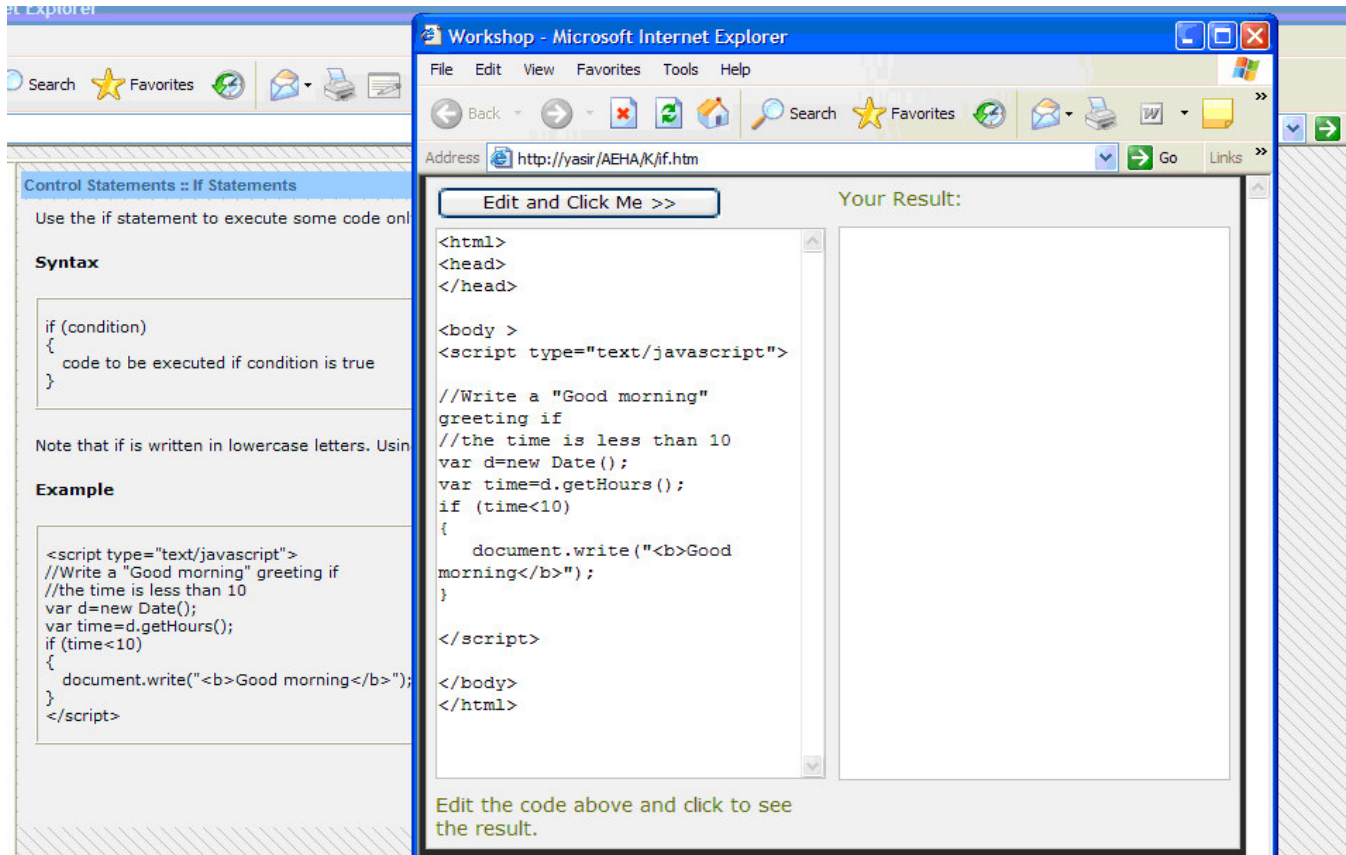 et Explorer
Search Favorites
Control Statements :: If Statements
Use the if statement to execute some code onl
Syntax
if (condition)
{
code to be executed if condition is true
}
Note that if is written in lowercase letters. Usin
Example
<script type="text/javascript">
//Write a "Good morning" greeting if
//the time is less than 10
var d=new Date();
var time=d.getHours();
if (time<10)
{
document.write("<b>Good morning</b>");
}
</script>
Workshop - Microsoft Internet Explorer
File Edit View Favorites Tools Help
Back Search Favorites W »
Address http://yasir/AEHA/K/if.htm Go Links »
Edit and Click Me >>
<html>
<head>
</head>
<body >
<script type="text/javascript">
//Write a "Good morning"
greeting if
//the time is less than 10
var d=new Date();
var time=d.getHours();
if (time<10)
{
document.write("<b>Good
morning</b>");
}
</script>
</body>
</html>
Edit the code above and click to see
the result.
Your Result: